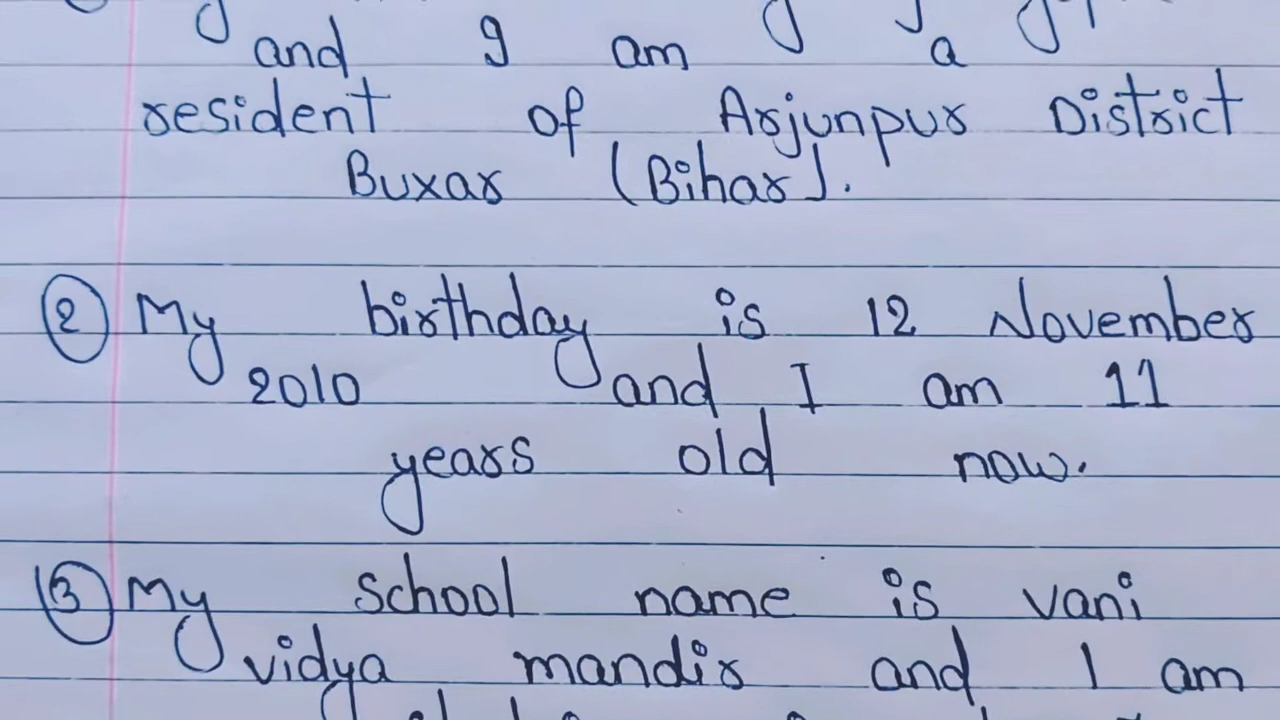 and I am a
resident of Arjunpur District
Buxar (Bihar).
② My birthday is 12 November
2010 and I am 11
years old now.
③ My school name is vani
vidya mandir and I am